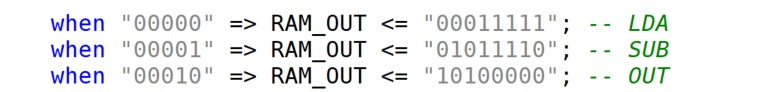 when "00000" => RAM_OUT <= "00011111"; -- LDA
when "00001" => RAM_OUT <= "01011110"; -- SUB
when "00010" => RAM_OUT <= "10100000"; -- OUT